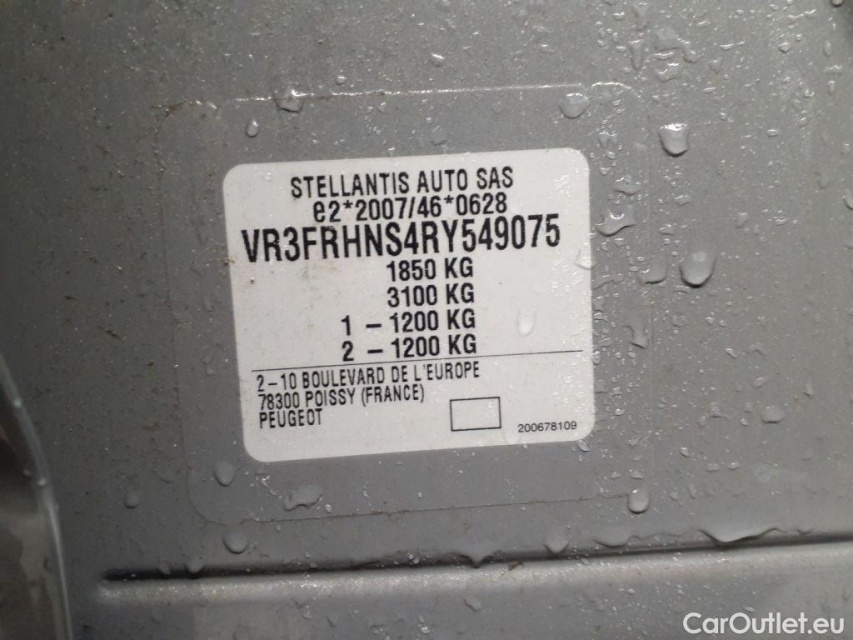 STELLANTIS AUTO SAS
e2*2007/46*0628
VR3FRHNS4RY549075
1850 KG
3100 KG
1 – 1200 KG
2 – 1200 KG
2–10 BOULEVARD DE L'EUROPE
78300 POISSY (FRANCE)
PEUGEOT
200678109
CarOutlet.eu